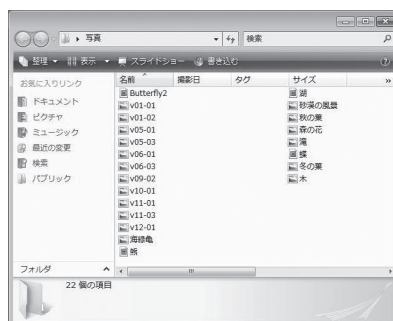 写真
検索
整理 表示 スライドショー 書き込む
お気に入りリンク
ドキュメント
ピクチャ
ミュージック
最近の変更
検索
パブリック
フォルダ
名前 撮影日 タグ サイズ »
Butterfly2
v01-01
v01-02
v05-01
v05-03
v06-01
v06-03
v09-02
v10-01
v11-01
v11-03
v12-01
海緑亀
熊
湖
砂漠の風景
秋の葉
森の花
滝
蝶
冬の葉
木
22 個の項目